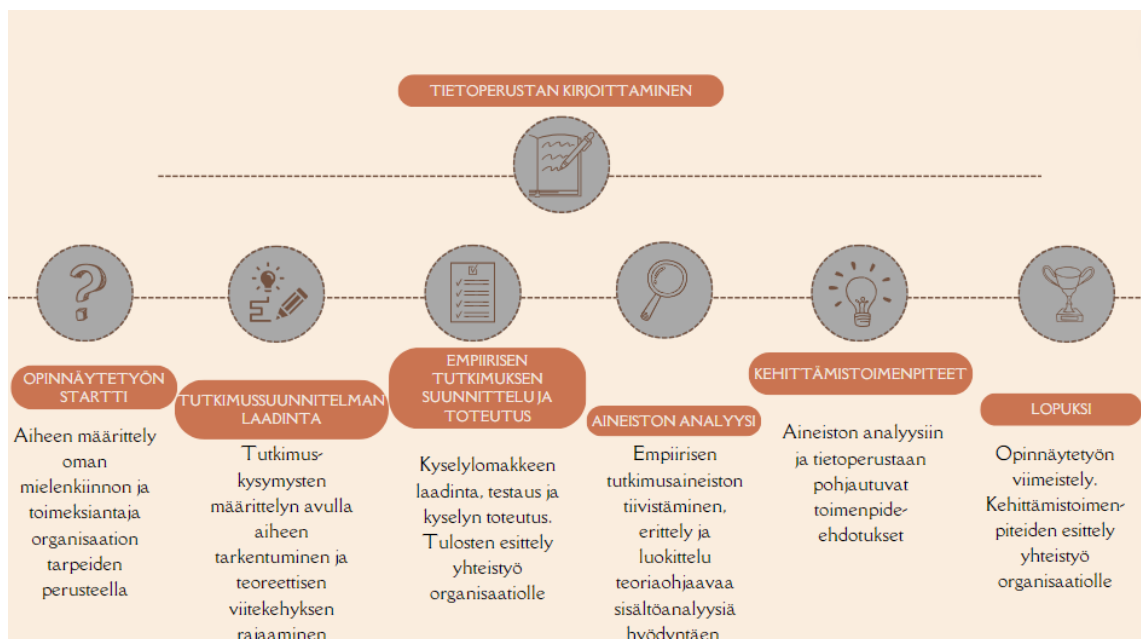 TIETOPERUSTAN KIRJOITTAMINEN
OPINNÄYTETYÖN
STARTTI
Aiheen määrittely
oman
mielenkiinnon ja
toimeksiantaja
organisaation
tarpeiden
perusteella
TUTKIMUSSUUNNITELMAN
LAADINTA
Tutkimus-
kysymysten
määrittelyn avulla
aiheen
tarkentuminen ja
teoreettisen
viitekehyksen
rajaaminen
EMPIIRISEN
TUTKIMUKSEN
SUUNNITTELU JA
TOTEUTUS
Kyselylomakkeen
laadinta, testaus ja
kyselyn toteutus.
Tulosten esittely
yhteistyö
organisaatiolle
AINEISTON ANALYYSI
Empiirisen
tutkimusaineiston
tiivistäminen,
erittely ja
luokittelu
teoriaohjaavaa
sisältöanalyysiä
hyödyntäen
KEHITTÄMISTOIMENPITEET
Aineiston analyysiin
ja tietoperustaan
pohjautuvat
toimenpide-
ehdotukset
LOPUKSI
Opinnäytetyön
viimeistely.
Kehittämistoimen-
piteiden esittely
yhteistyö
organisaatiolle